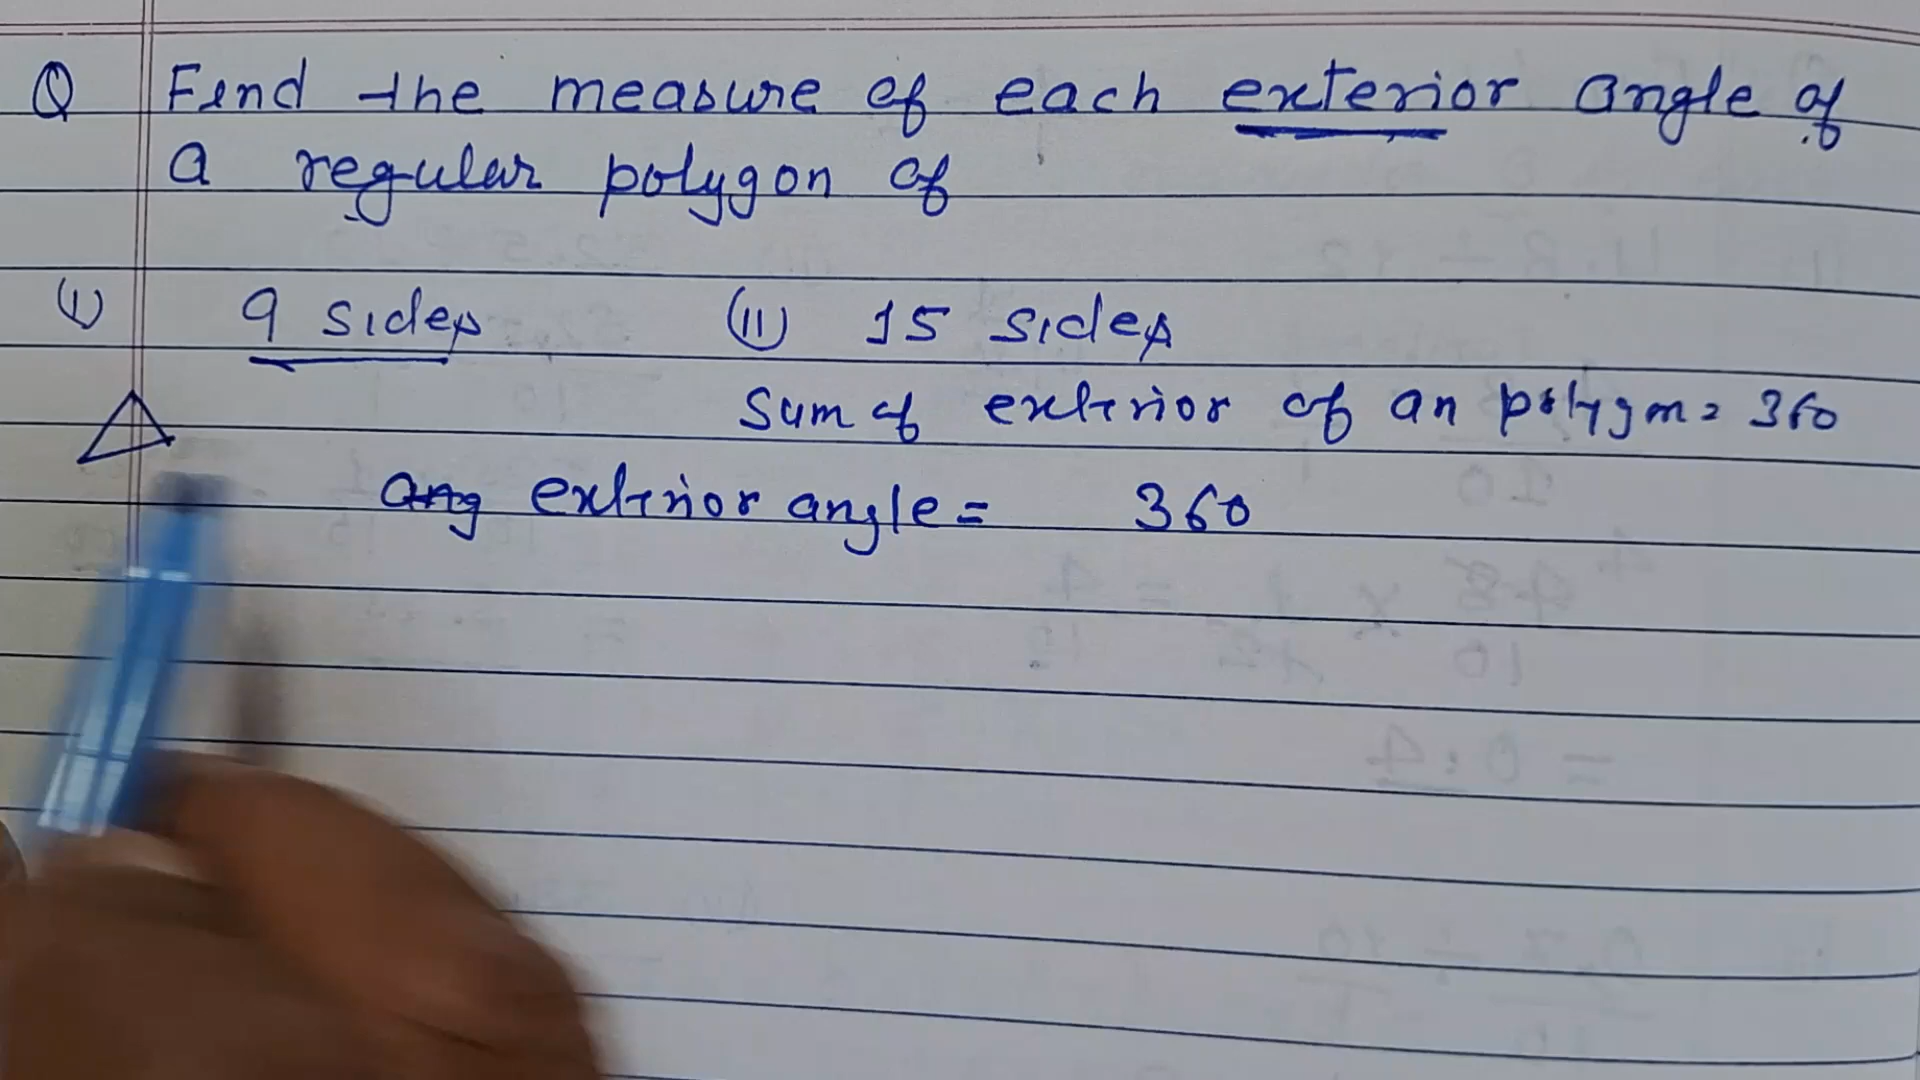 Q Find the measure of each exterior angle of
a regular polygon of
(i) 9 sides (ii) 15 sides
Sum of exterior of an polygon = 360
ang exterior angle = 360